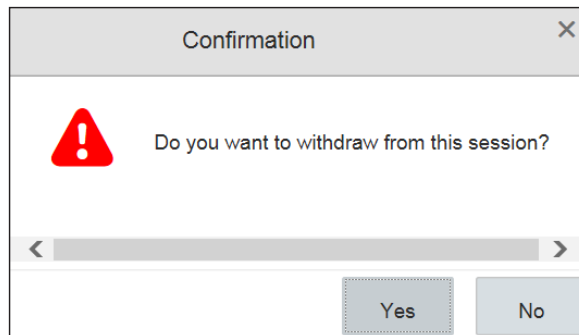 Confirmation
Do you want to withdraw from this session?
Yes No